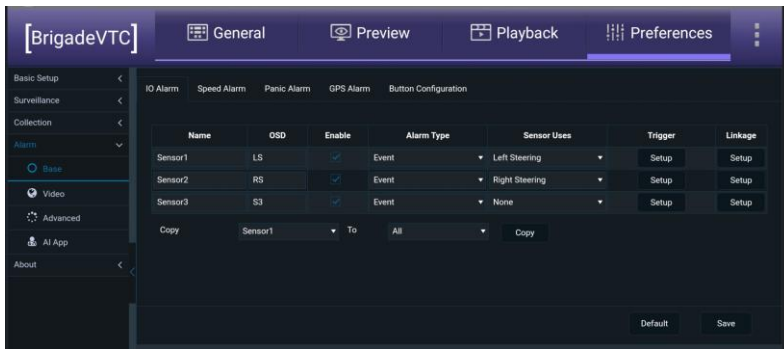 [BrigadeVTC]
General
Preview
Playback
Preferences
Basic Setup
Surveillance
Collection
Alarm
Base
Video
Advanced
AI App
About
IO Alarm Speed Alarm Panic Alarm GPS Alarm Button Configuration
Name OSD Enable Alarm Type Sensor Uses Trigger Linkage
Sensor1 LS Event Left Steering Setup Setup
Sensor2 RS Event Right Steering Setup Setup
Sensor3 S3 Event None Setup Setup
Copy Sensor1 To All Copy
Default Save